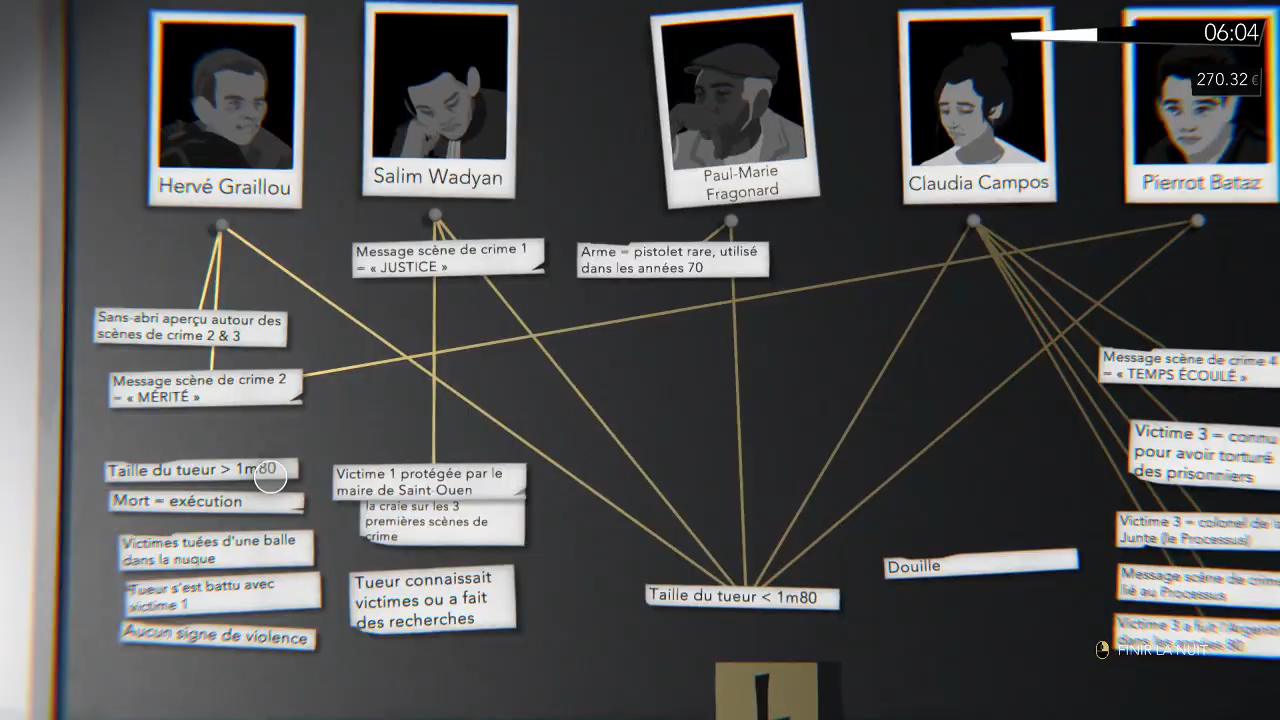 06:04
270.32 €
Hervé Graillou
Salim Wadyan
Paul-Marie
Fragonard
Claudia Campos
Pierrot Bataz
Message scène de crime 1
= « JUSTICE »
Arme = pistolet rare, utilisé
dans les années 70
Sans-abri aperçu autour des
scènes de crime 2 & 3
Message scène de crime 2
= « MÉRITÉ »
Message scène de crime 4
= « TEMPS ÉCOULÉ »
Victime 3 = connu
pour avoir torturé
des prisonniers
Taille du tueur > 1m80
Mort = exécution
Victime 1 protégée par le
maire de Saint-Ouen
la craie sur les 3
premières scènes de
crime
Victimes tuées d'une balle
dans la nuque
Tueur s'est battu avec
victime 1
Aucun signe de violence
Tueur connaissait
victimes ou a fait
des recherches
Taille du tueur < 1m80
Douille
Victime 3 = colonel de
Junte (le Processus)
Message scène de crime
lié au Processus
Victime 3 a fuit l'Argent
dans les années 80
FINIR LA NUIT